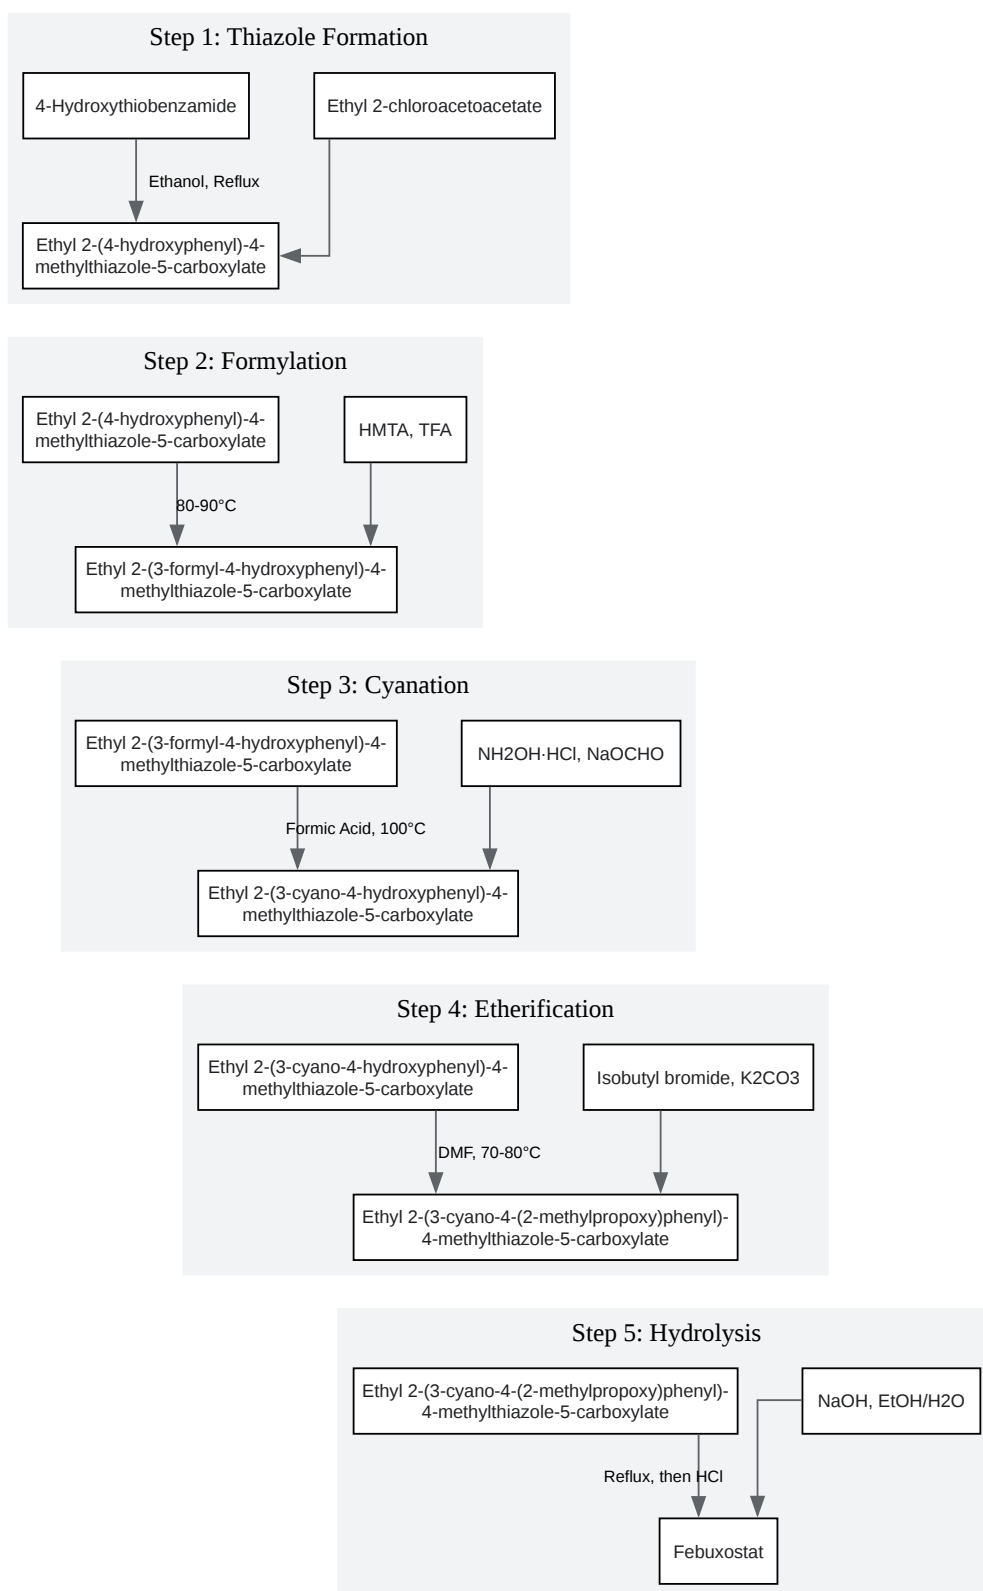 Step 1: Thiazole Formation
4-Hydroxythiobenzamide
Ethyl 2-chloroacetoacetate
Ethanol, Reflux
Ethyl 2-(4-hydroxyphenyl)-4-
methylthiazole-5-carboxylate
Step 2: Formylation
Ethyl 2-(4-hydroxyphenyl)-4-
methylthiazole-5-carboxylate
HMTA, TFA
80-90°C
Ethyl 2-(3-formyl-4-hydroxyphenyl)-4-
methylthiazole-5-carboxylate
Step 3: Cyanation
Ethyl 2-(3-formyl-4-hydroxyphenyl)-4-
methylthiazole-5-carboxylate
NH2OH·HCl, NaOCHO
Formic Acid, 100°C
Ethyl 2-(3-cyano-4-hydroxyphenyl)-4-
methylthiazole-5-carboxylate
Step 4: Etherification
Ethyl 2-(3-cyano-4-hydroxyphenyl)-4-
methylthiazole-5-carboxylate
Isobutyl bromide, K2CO3
DMF, 70-80°C
Ethyl 2-(3-cyano-4-(2-methylpropoxy)phenyl)-
4-methylthiazole-5-carboxylate
Step 5: Hydrolysis
Ethyl 2-(3-cyano-4-(2-methylpropoxy)phenyl)-
4-methylthiazole-5-carboxylate
NaOH, EtOH/H2O
Reflux, then HCl
Febuxostat